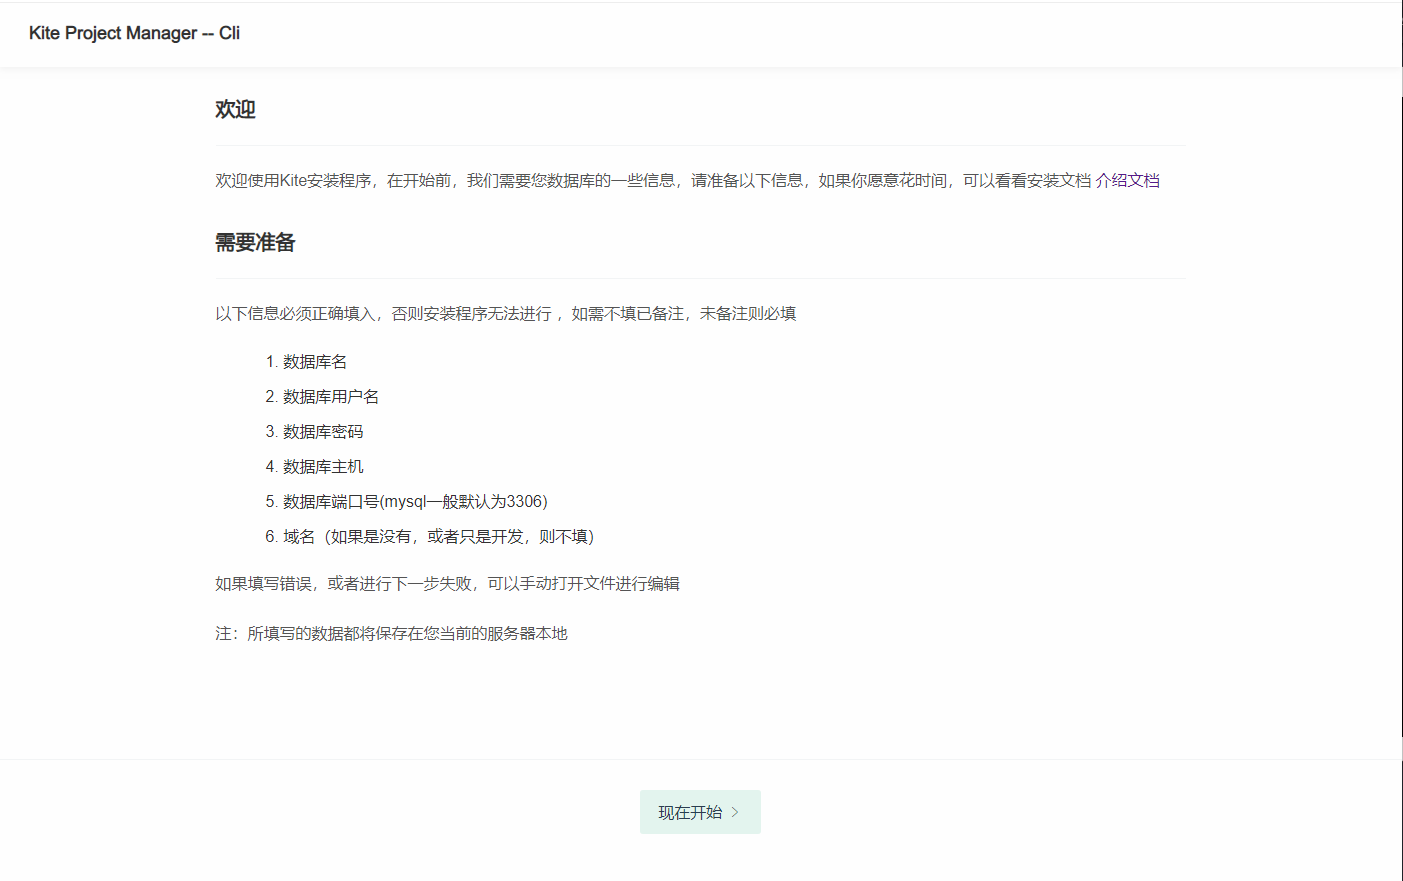 Kite Project Manager -- Cli
欢迎
欢迎使用Kite安装程序，在开始前，我们需要您数据库的一些信息，请准备以下信息，如果你愿意花时间，可以看看安装文档 介绍文档
需要准备
以下信息必须正确填入，否则安装程序无法进行 ，如需不填已备注，未备注则必填
1. 数据库名
2. 数据库用户名
3. 数据库密码
4. 数据库主机
5. 数据库端口号(mysql一般默认为3306)
6. 域名（如果是没有，或者只是开发，则不填）
如果填写错误，或者进行下一步失败，可以手动打开文件进行编辑
注：所填写的数据都将保存在您当前的服务器本地
现在开始 >